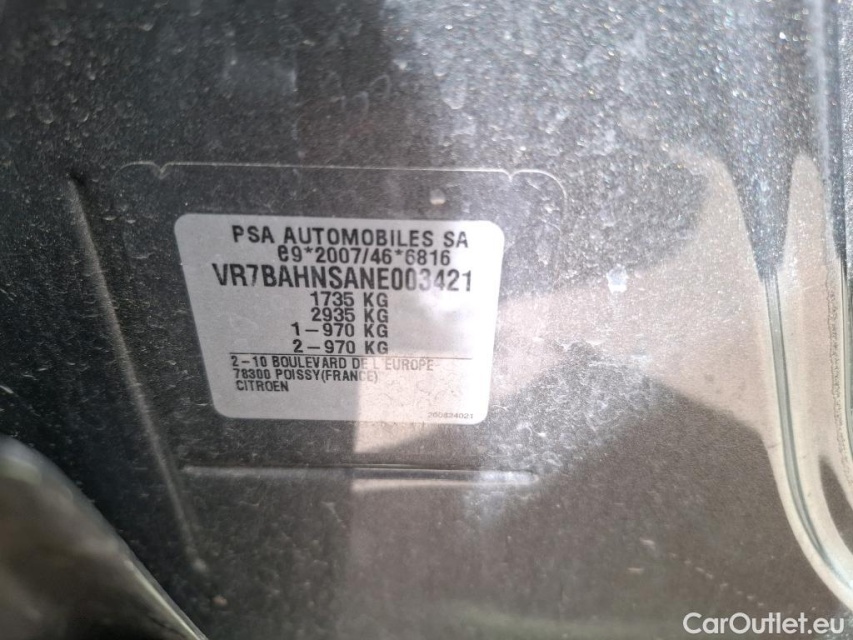 PSA AUTOMOBILES SA
e9*2007/46*6816
VR7BAHNSANE003421
1735 KG
2935 KG
1-970 KG
2-970 KG
2-10 BOULEVARD DE L'EUROPE
78300 POISSY(FRANCE)
CITROEN
CarOutlet.eu